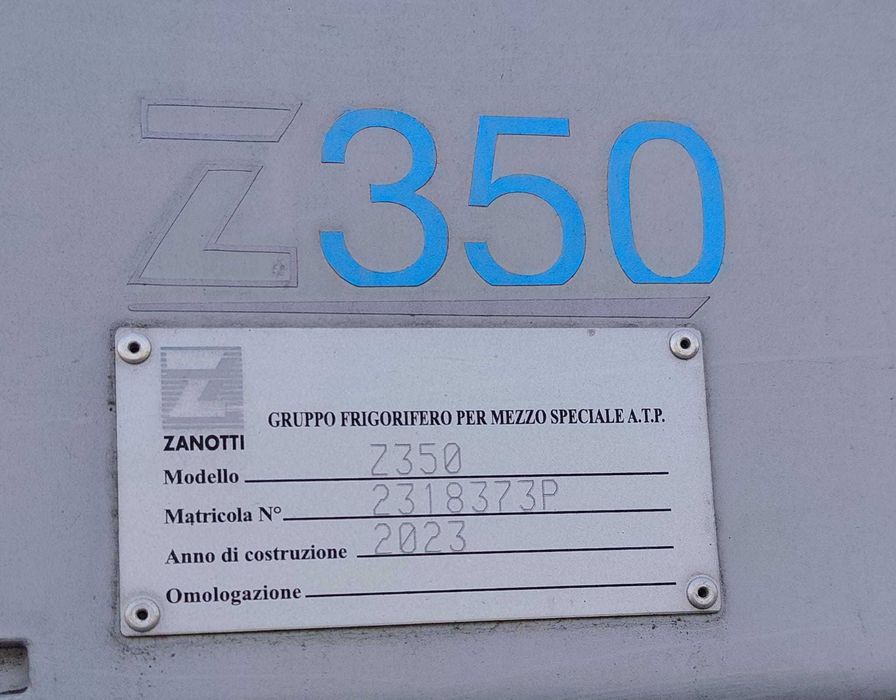 Z350
ZANOTTI
GRUPPO FRIGORIFERO PER MEZZO SPECIALE A.T.P.
Modello Z350
Matricola N° 2318373P
Anno di costruzione 2023
Omologazione